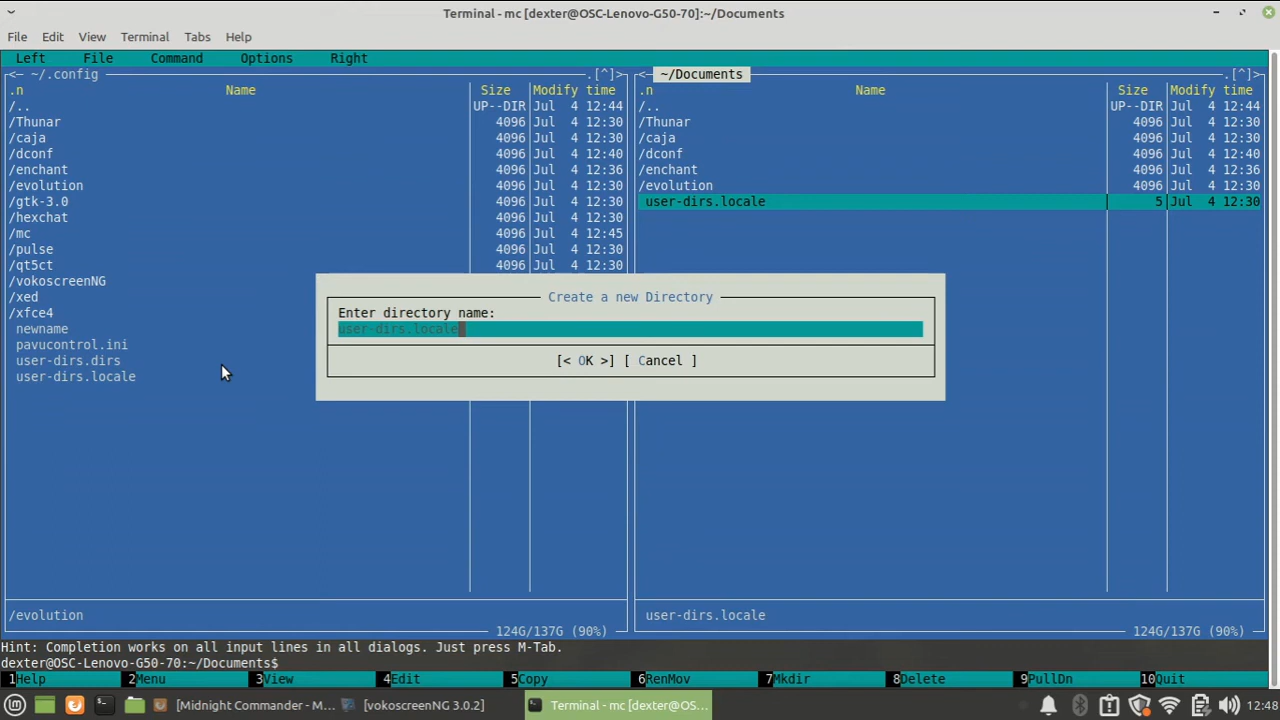 Terminal - mc [dexter@OSC-Lenovo-G50-70]:~/Documents
File Edit View Terminal Tabs Help
Left File Command Options Right
<─ ~/.config .[^]> <─ ~/Documents .[^]>
.n Name Size Modify time .n Name Size Modify time
/.. UP--DIR Jul 4 12:44 /.. UP--DIR Jul 4 12:44
/Thunar 4096 Jul 4 12:30 /Thunar 4096 Jul 4 12:30
/caja 4096 Jul 4 12:30 /caja 4096 Jul 4 12:30
/dconf 4096 Jul 4 12:40 /dconf 4096 Jul 4 12:40
/enchant 4096 Jul 4 12:36 /enchant 4096 Jul 4 12:36
/evolution 4096 Jul 4 12:30 /evolution 4096 Jul 4 12:30
/gtk-3.0 4096 Jul 4 12:30 user-dirs.locale 5 Jul 4 12:30
/hexchat 4096 Jul 4 12:30
/mc 4096 Jul 4 12:45
/pulse 4096 Jul 4 12:30
/qt5ct 4096 Jul 4 12:30
/vokoscreenNG
/xed
/xfce4
newname
pavucontrol.ini
user-dirs.dirs
user-dirs.locale
Create a new Directory
Enter directory name:
user-dirs.locale
[< OK >] [ Cancel ]
/evolution user-dirs.locale
124G/137G (90%) 124G/137G (90%)
Hint: Completion works on all input lines in all dialogs. Just press M-Tab.
dexter@OSC-Lenovo-G50-70:~/Documents$
1Help 2Menu 3View 4Edit 5Copy 6RenMov 7Mkdir 8Delete 9PullDn 10Quit
[Midnight Commander - M... [vokoscreenNG 3.0.2] Terminal - mc [dexter@OS... 12:48